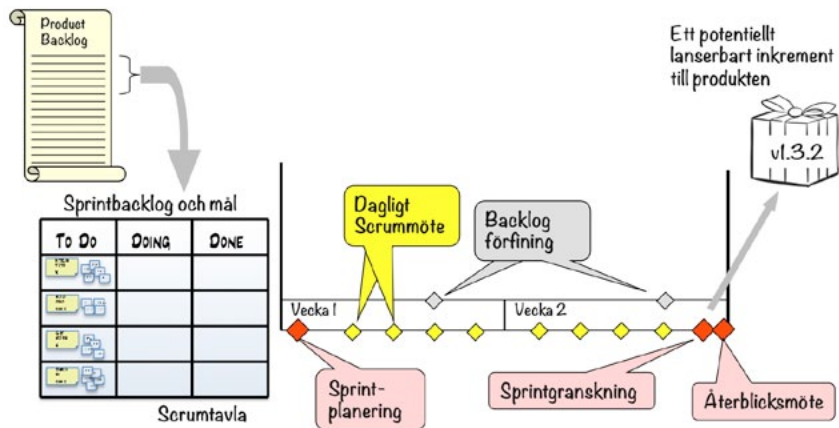 Product
Backlog
Ett potentiellt
lanserbart inkrement
till produkten
v1.3.2
Sprintbacklog och mål
TO DO DOING DONE
Scrumtavla
Dagligt
Scrummöte
Backlog
förfining
Vecka 1
Vecka 2
Sprint-
planering
Sprintgranskning
Återblicksmöte